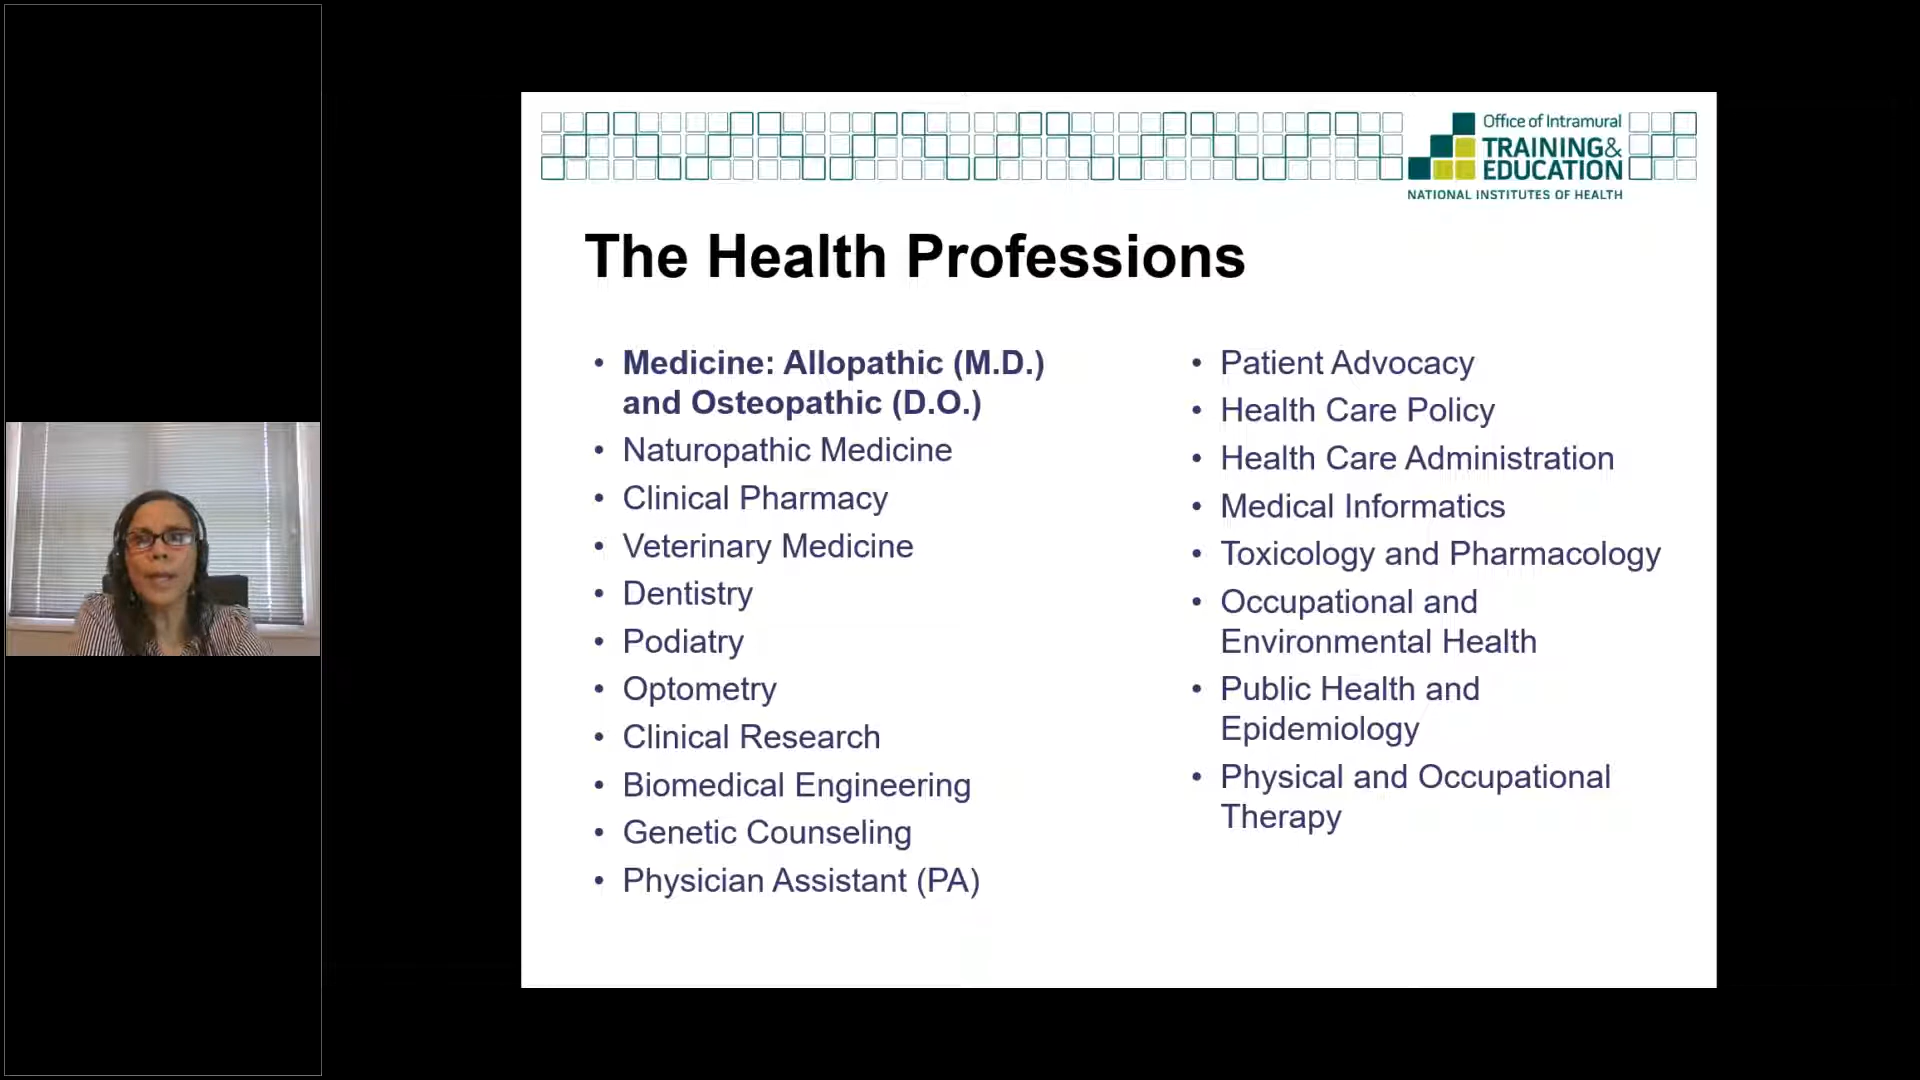 Office of Intramural
TRAINING&
EDUCATION
NATIONAL INSTITUTES OF HEALTH
The Health Professions
• Medicine: Allopathic (M.D.)
and Osteopathic (D.O.)
• Naturopathic Medicine
• Clinical Pharmacy
• Veterinary Medicine
• Dentistry
• Podiatry
• Optometry
• Clinical Research
• Biomedical Engineering
• Genetic Counseling
• Physician Assistant (PA)
• Patient Advocacy
• Health Care Policy
• Health Care Administration
• Medical Informatics
• Toxicology and Pharmacology
• Occupational and
Environmental Health
• Public Health and
Epidemiology
• Physical and Occupational
Therapy